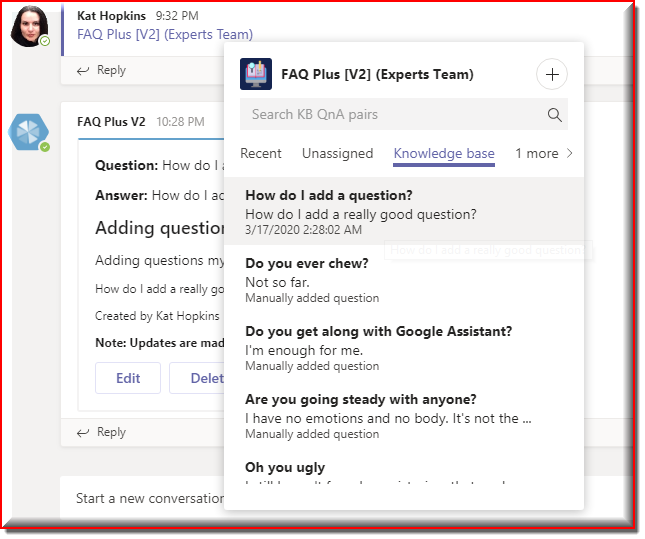 Kat Hopkins 9:32 PM
FAQ Plus [V2] (Experts Team)
Reply
FAQ Plus V2 10:28 PM
Question: How do I
Answer: How do I
Adding question
Adding questions my
How do I add a really
Created by Kat Hopkins
Note: Updates are mad
Edit
Delet
Reply
Start a new conversation
FAQ Plus [V2] (Experts Team)
Search KB QnA pairs
Recent Unassigned Knowledge base 1 more
How do I add a question?
How do I add a really good question?
3/17/2020 2:28:02 AM
How do I add a really good question?
Do you ever chew?
Not so far.
Manually added question
Do you get along with Google Assistant?
I'm enough for me.
Manually added question
Are you going steady with anyone?
I have no emotions and no body. It's not the ...
Manually added question
Oh you ugly